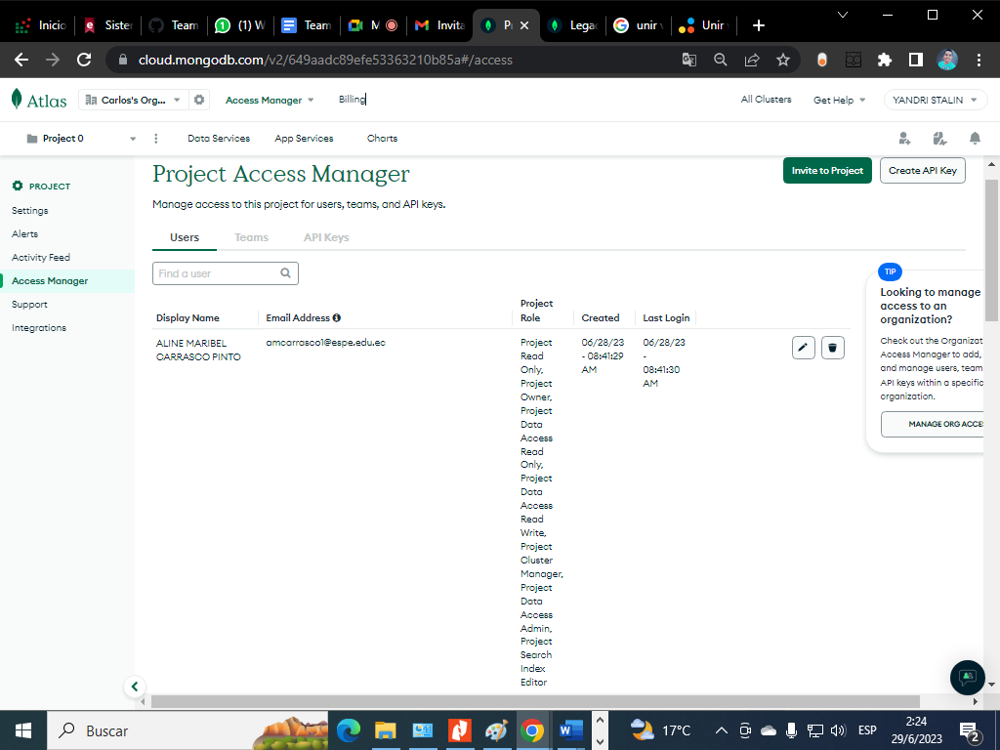 Inicio
Siste
Team
(1) W
Team
M
Invita
P
Lega
unir
Unir
cloud.mongodb.com/v2/649aadc89efe53363210b85a#/access
Atlas
Carlos's Org...
Access Manager
Billing
All Clusters
Get Help
YANDRI STALIN
Project 0
Data Services
App Services
Charts
PROJECT
Settings
Alerts
Activity Feed
Access Manager
Support
Integrations
Project Access Manager
Invite to Project
Create API Key
Manage access to this project for users, teams, and API keys.
Users
Teams
API Keys
Find a user
Display Name
Email Address
Project
Role
Created
Last Login
ALINE MARIBEL
CARRASCO PINTO
amcarrasco1@espe.edu.ec
Project
Read
Only,
Project
Owner,
Project
Data
Access
Read
Only,
Project
Data
Access
Read
Write,
Project
Cluster
Manager,
Project
Data
Access
Admin,
Project
Search
Index
Editor
06/28/23
- 08:41:29
AM
06/28/23
-
08:41:30
AM
TIP
Looking to manage
access to an
organization?
Check out the Organizat
Access Manager to add,
and manage users, team
API keys within a specific
organization.
MANAGE ORG ACCE
Buscar
17°C
ESP
2:24
29/6/2023
2